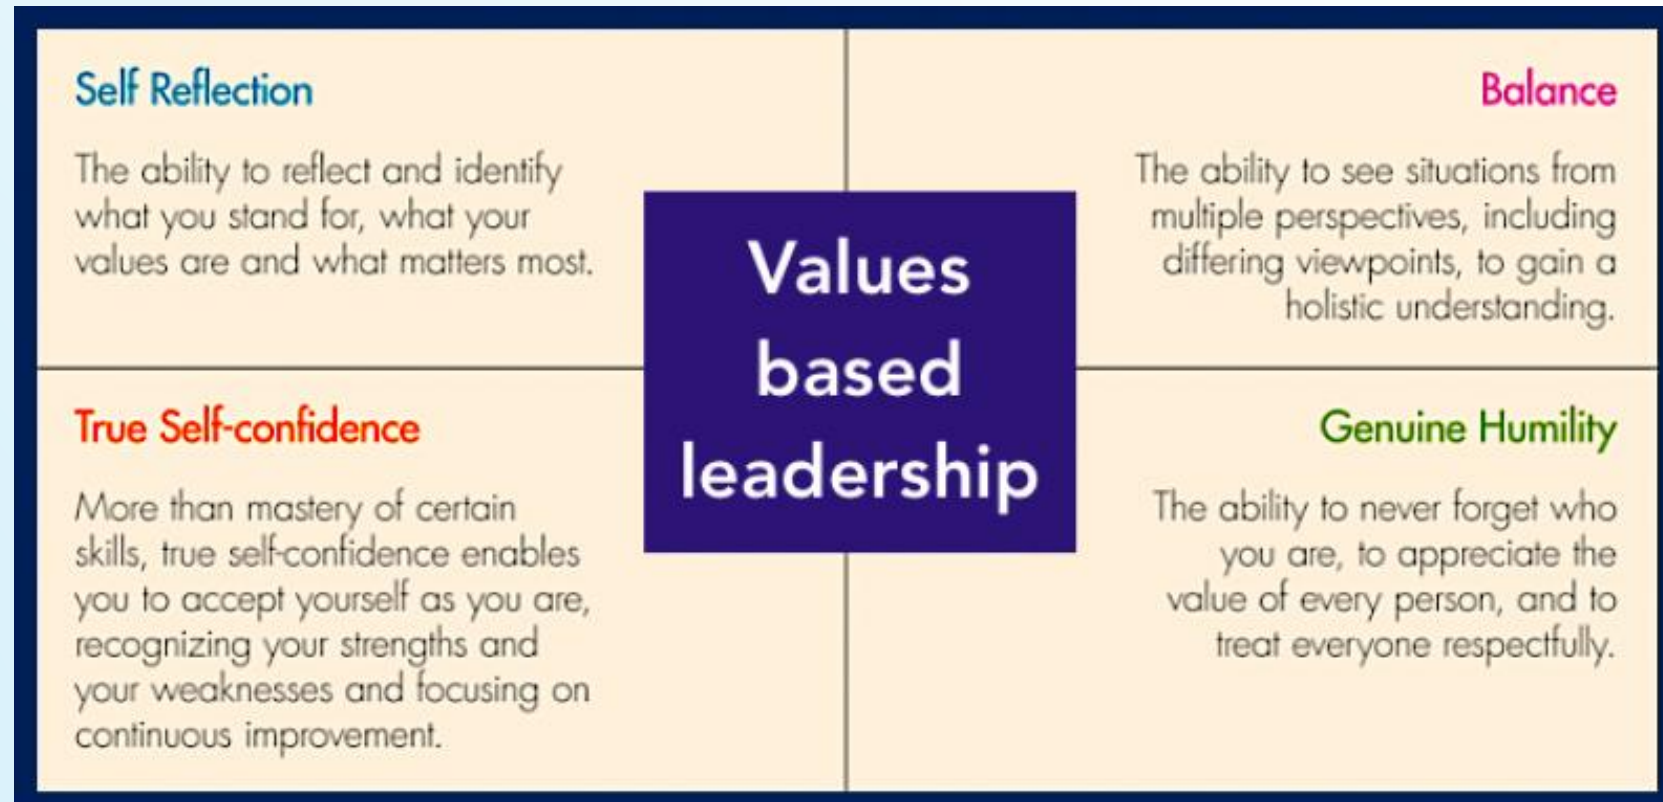 Self Reflection
The ability to reflect and identify
what you stand for, what your
values are and what matters most.
Balance
The ability to see situations from
multiple perspectives, including
differing viewpoints, to gain a
holistic understanding.
Values
based
leadership
True Self-confidence
More than mastery of certain
skills, true self-confidence enables
you to accept yourself as you are,
recognizing your strengths and
your weaknesses and focusing on
continuous improvement.
Genuine Humility
The ability to never forget who
you are, to appreciate the
value of every person, and to
treat everyone respectfully.